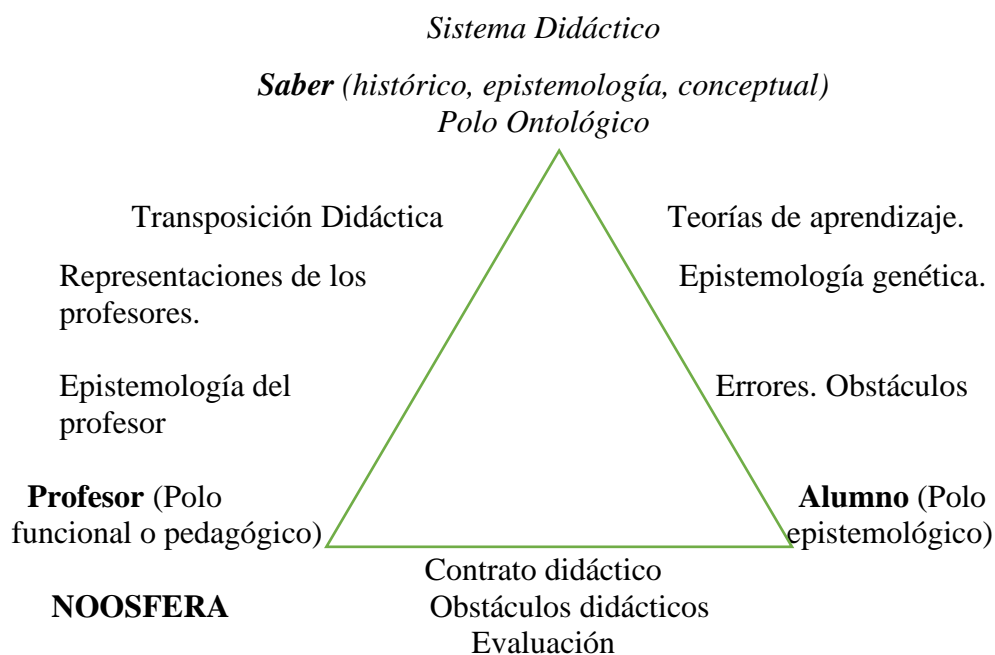 Sistema Didáctico
Saber (histórico, epistemología, conceptual)
Polo Ontológico
Transposición Didáctica
Teorías de aprendizaje.
Representaciones de los
profesores.
Epistemología genética.
Epistemología del
profesor
Errores. Obstáculos
Profesor (Polo
funcional o pedagógico)
Alumno (Polo
epistemológico)
Contrato didáctico
NOOSFERA
Obstáculos didácticos
Evaluación